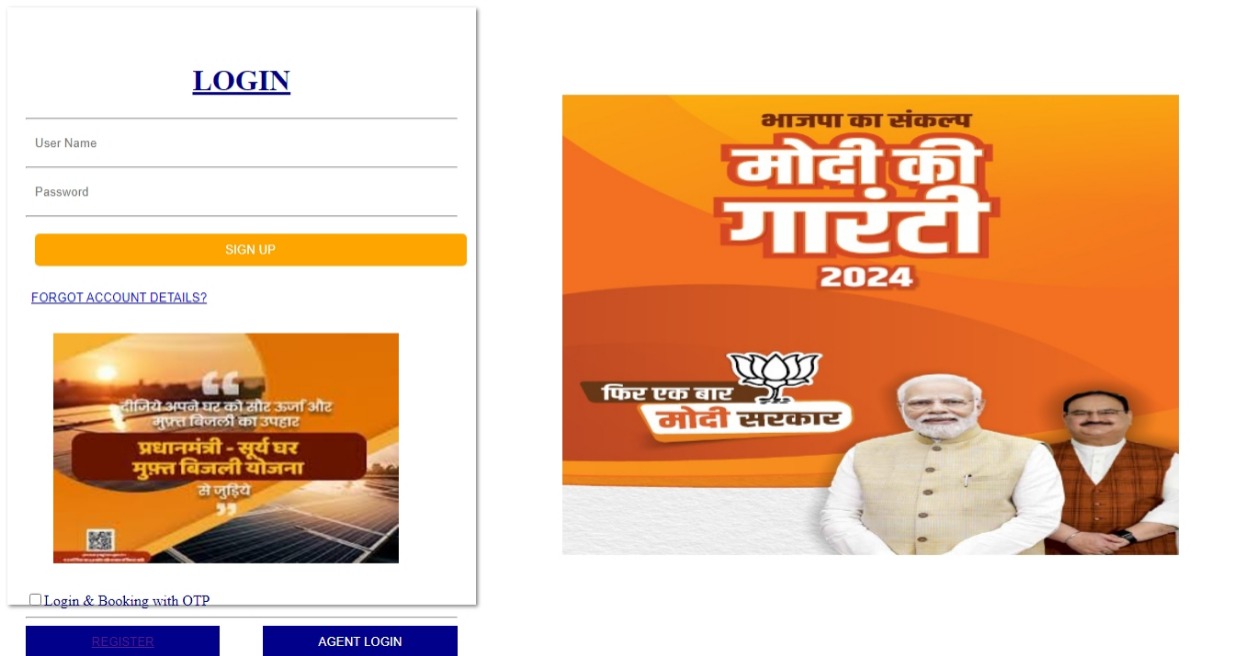 LOGIN
User Name
Password
SIGN UP
FORGOT ACCOUNT DETAILS?
दीजिये अपने घर को सौर ऊर्जा और
मुफ़्त बिजली का उपहार
प्रधानमंत्री - सूर्य घर
मुफ़्त बिजली योजना
से जुड़िये
Login & Booking with OTP
REGISTER
AGENT LOGIN
भाजपा का संकल्प
मोदी की
गारंटी
2024
फिर एक बार
मोदी सरकार